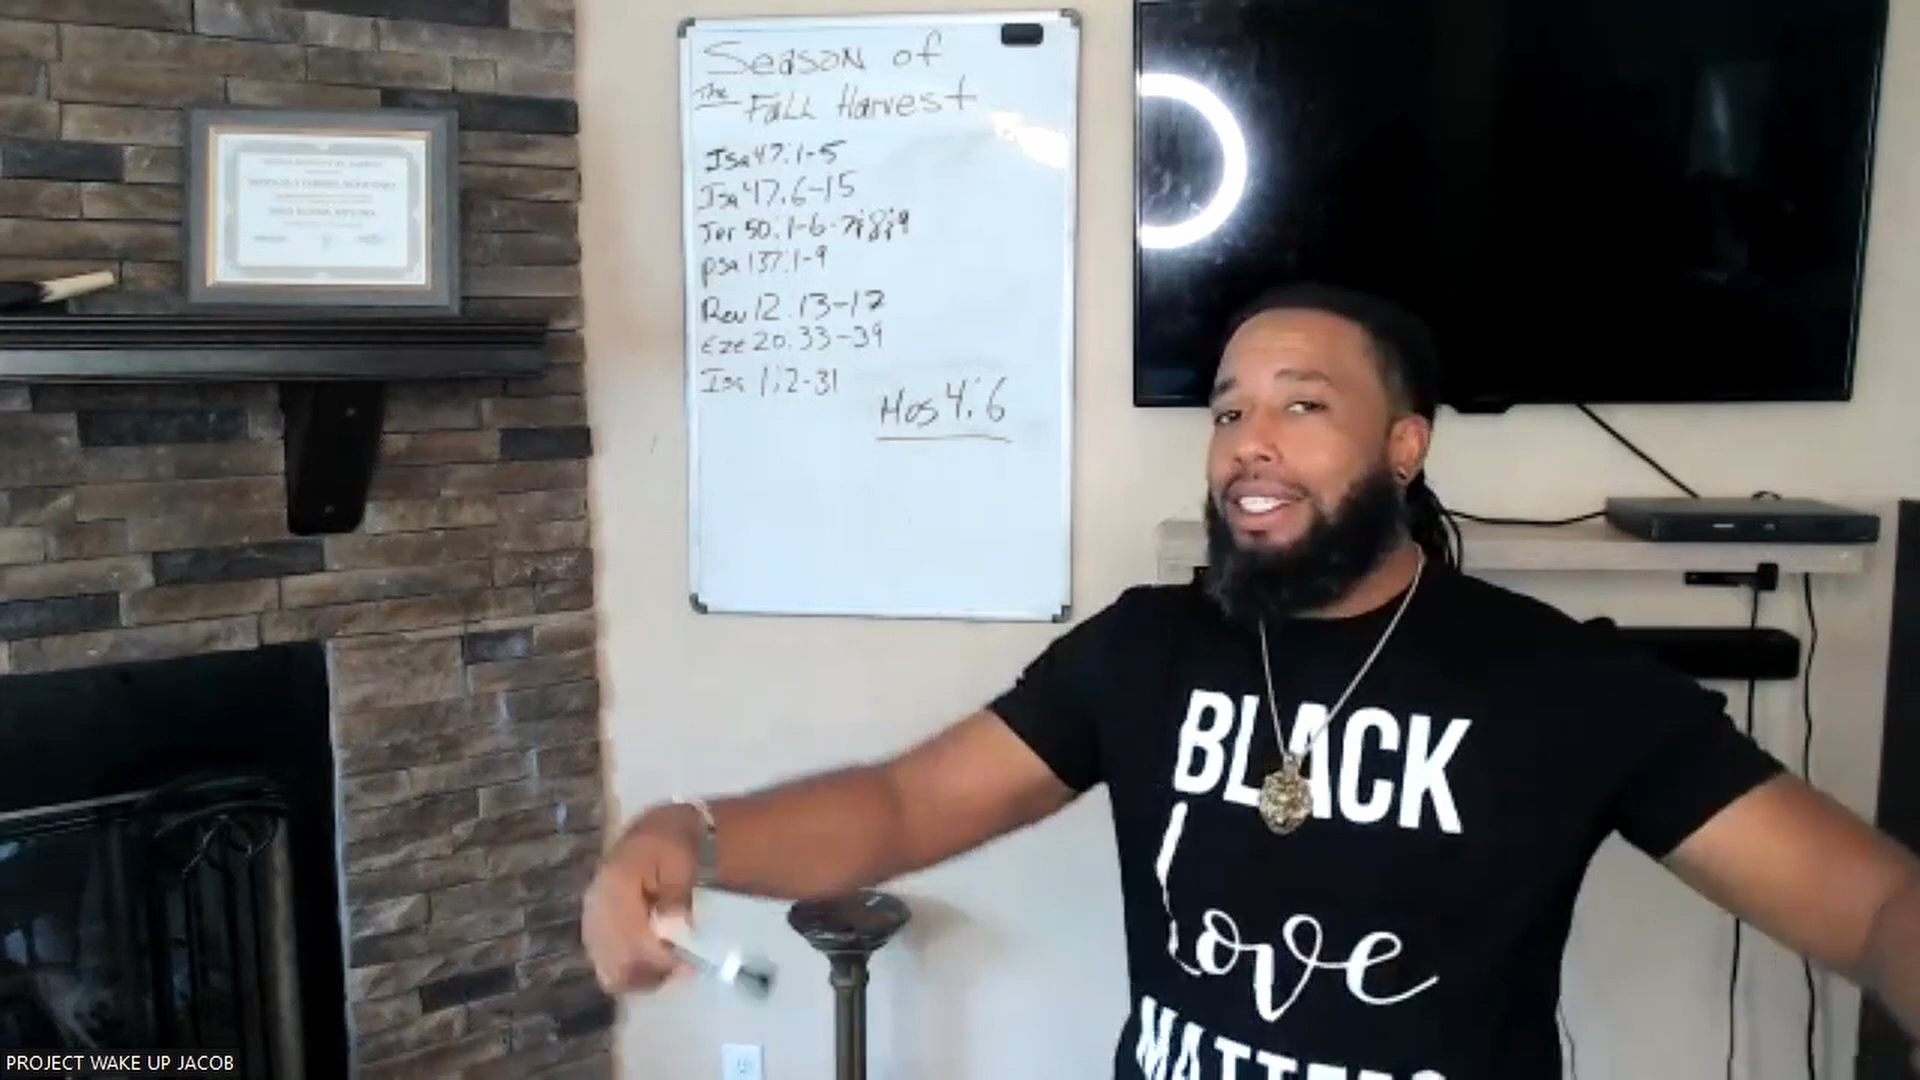 Season of
The Fall Harvest
Isa 47:1-5
Isa 47.6-15
Jer 50:1-6-7;8;9
psa 137:1-9
Rev 12.13-17
Eze 20:33-39
Isa 1:2-31
Hos 4:6
BLACK
Love
MATTERS
PROJECT WAKE UP JACOB